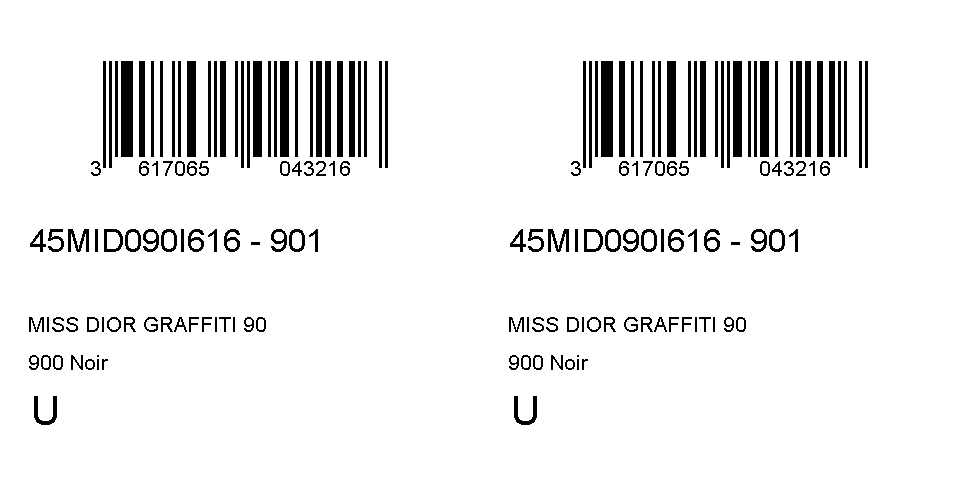 3 617065 043216
45MID090I616 - 901
MISS DIOR GRAFFITI 90
900 Noir
U
3 617065 043216
45MID090I616 - 901
MISS DIOR GRAFFITI 90
900 Noir
U